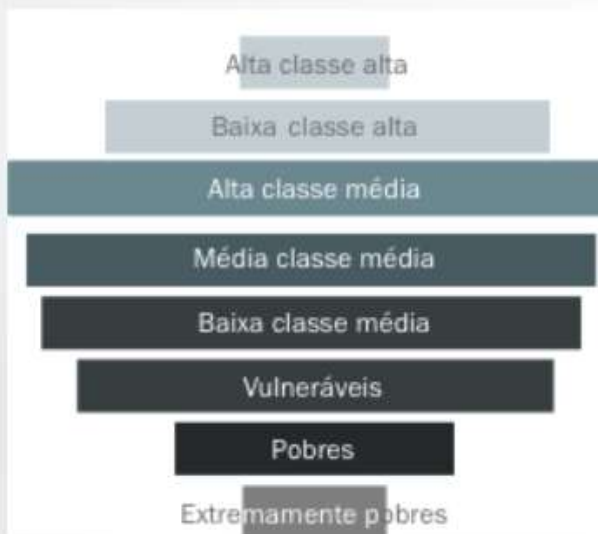 Alta classe alta
Baixa classe alta
Alta classe média
Média classe média
Baixa classe média
Vulneráveis
Pobres
Extremamente pobres